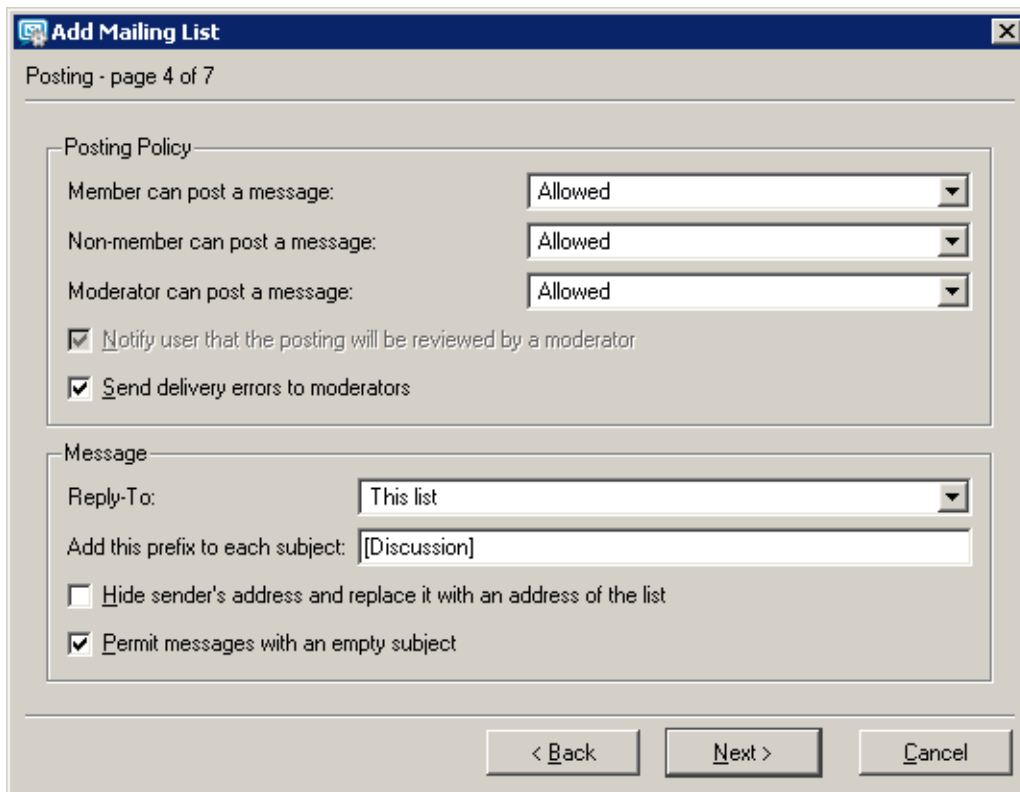 Add Mailing List
Posting - page 4 of 7
Posting Policy
Member can post a message: Allowed
Non-member can post a message: Allowed
Moderator can post a message: Allowed
Notify user that the posting will be reviewed by a moderator
Send delivery errors to moderators
Message
Reply-To: This list
Add this prefix to each subject: [Discussion]
Hide sender's address and replace it with an address of the list
Permit messages with an empty subject
< Back Next > Cancel